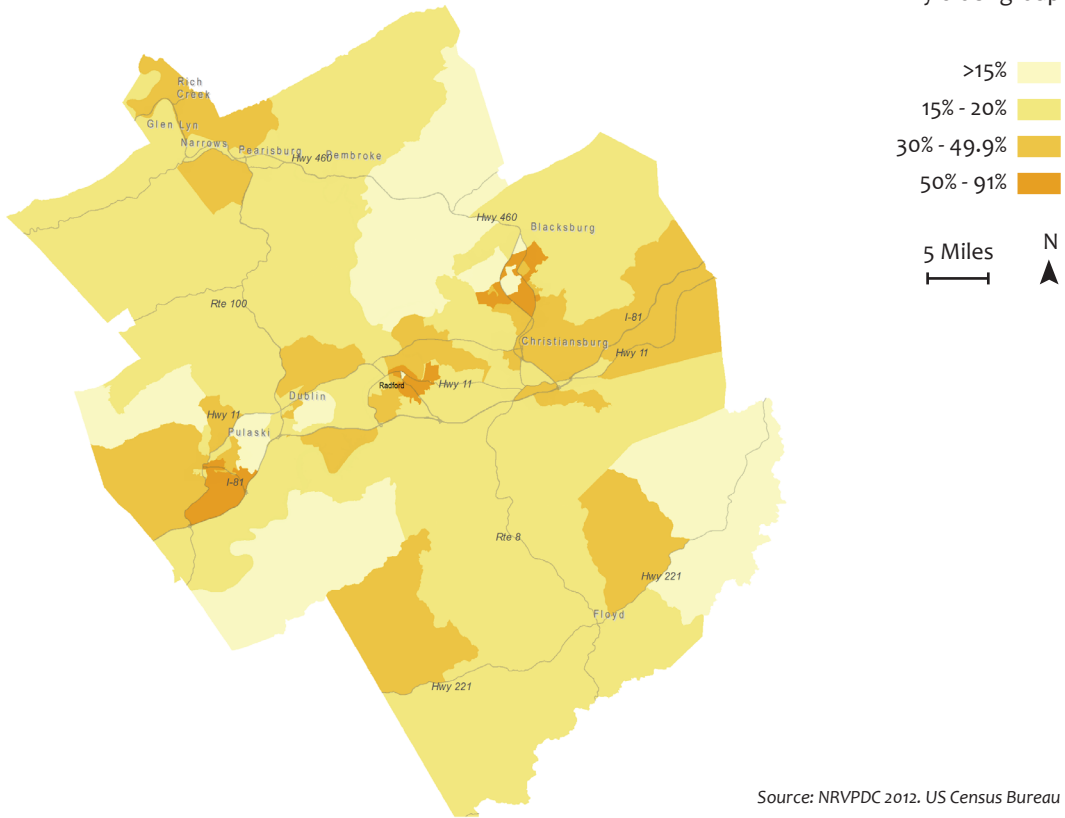 >15%
15% - 20%
30% - 49.9%
50% - 91%
5 Miles
N
Rich
Creek
Glen Lyn
Narrows
Pearisburg
Hwy 460
Pembroke
Hwy 460
Blacksburg
Rte 100
I-81
Christiansburg
Hwy 11
Radford
Hwy 11
Dublin
Hwy 11
Pulaski
I-81
Rte 8
Hwy 221
Floyd
Hwy 221
Source: NRVPDC 2012. US Census Bureau